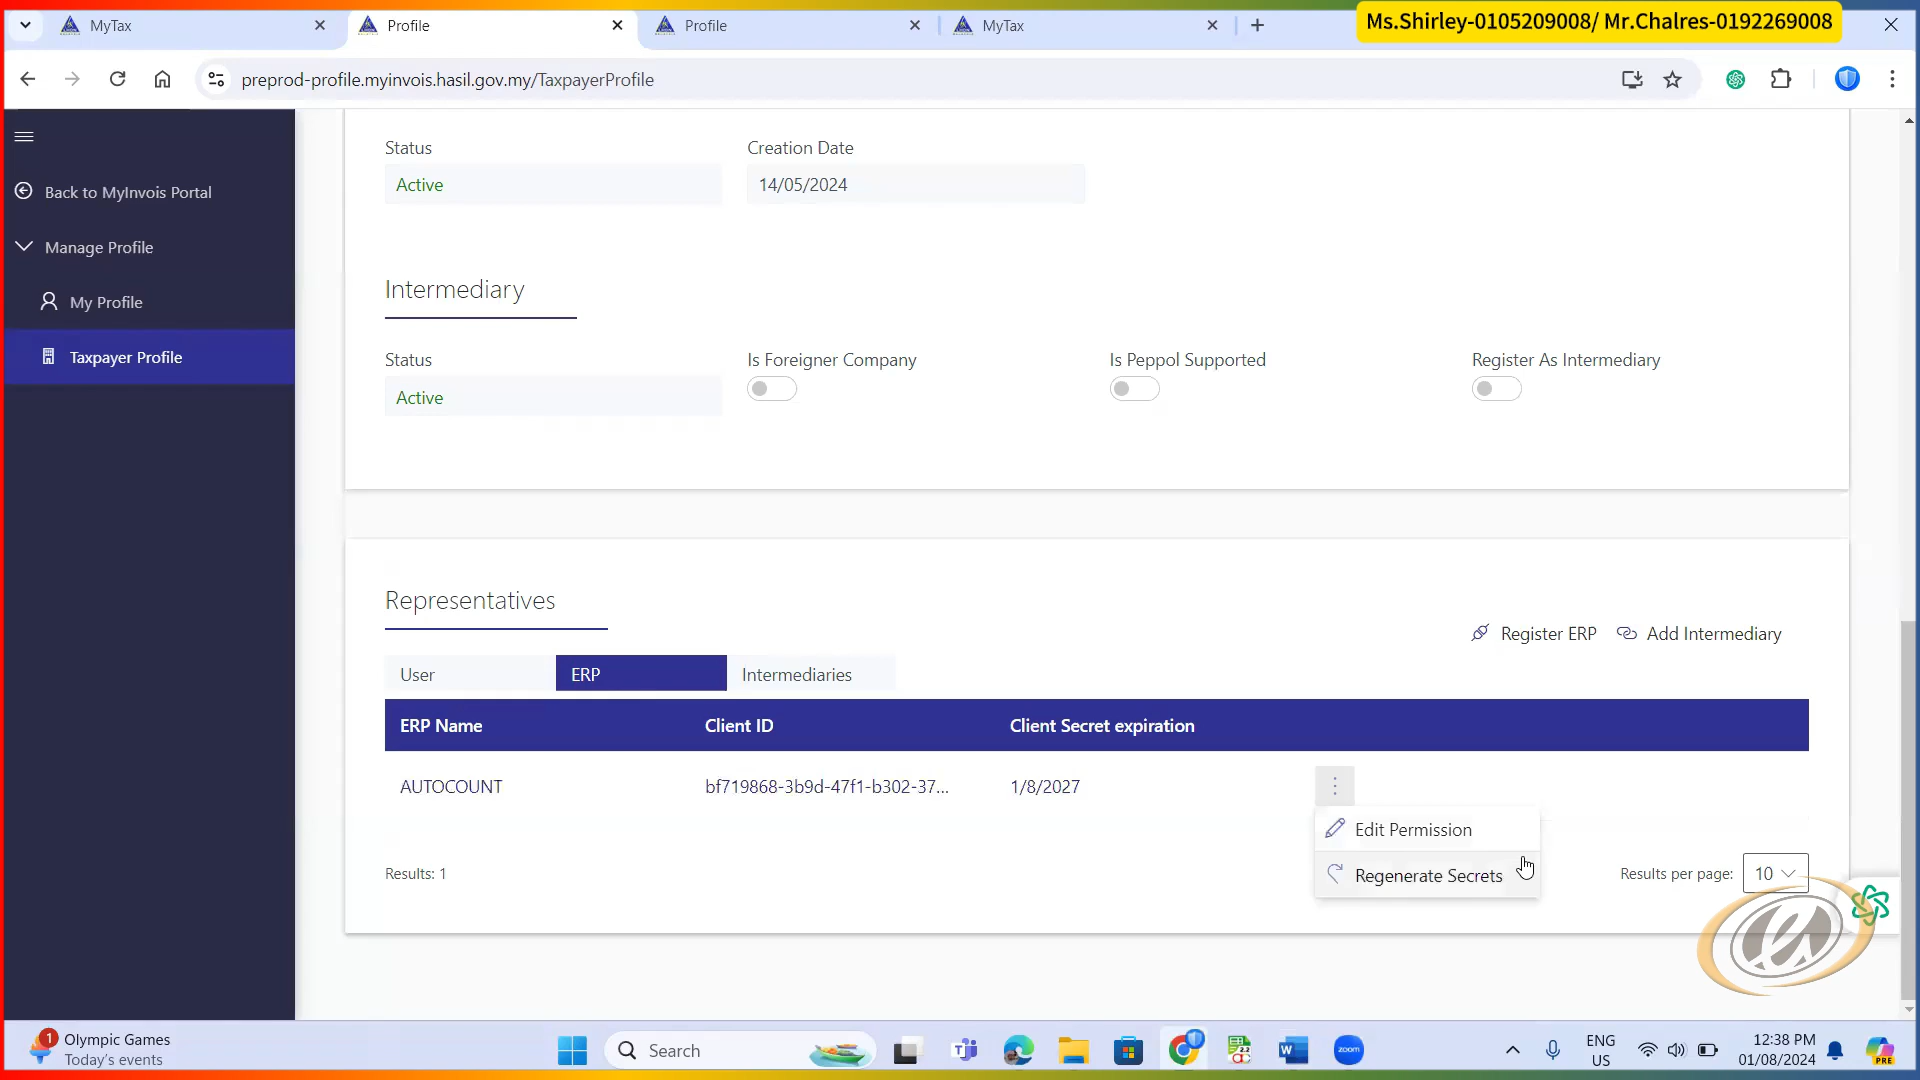 MyTax
Profile
Profile
MyTax
Ms.Shirley-0105209008/ Mr.Chalres-0192269008
preprod-profile.myinvois.hasil.gov.my/TaxpayerProfile
Back to MyInvois Portal
Manage Profile
My Profile
Taxpayer Profile
Status
Creation Date
Active
14/05/2024
Intermediary
Status
Is Foreigner Company
Is Peppol Supported
Register As Intermediary
Active
Representatives
Register ERP
Add Intermediary
User
ERP
Intermediaries
ERP Name
Client ID
Client Secret expiration
AUTOCOUNT
bf719868-3b9d-47f1-b302-37...
1/8/2027
Edit Permission
Regenerate Secrets
Results: 1
Results per page:
10
1
Olympic Games
Today's events
Search
zoom
ENG
US
12:38 PM
01/08/2024
PRE